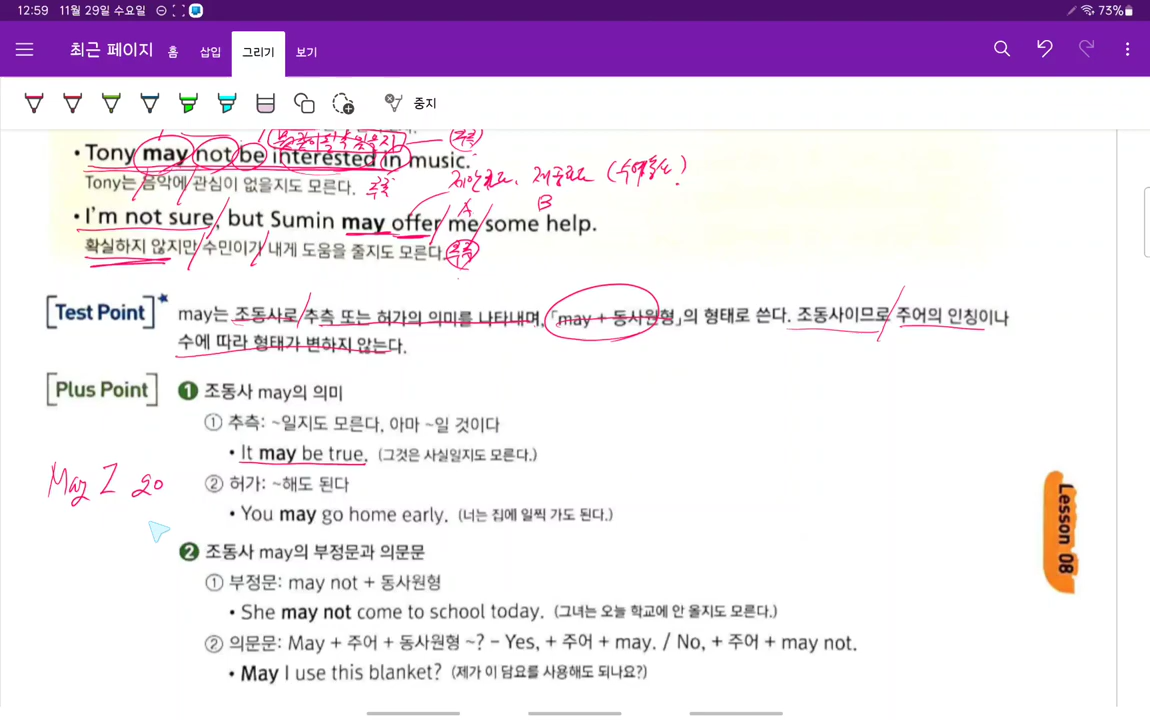 12:59 11월 29일 수요일 73%
최근 페이지 홈 삽입 그리기 보기
중지
• Tony may not be interested in music.
Tony는 음악에 관심이 없을지도 모른다. 추측
제안하다, 제공하다 (수여동사)
A B
• I'm not sure, but Sumin may offer me some help.
확실하지 않지만 수민이가 내게 도움을 줄지도 모른다. 추측
[Test Point] may는 조동사로 추측 또는 허가의 의미를 나타내며, 「may + 동사원형」의 형태로 쓴다. 조동사이므로 주어의 인칭이나
수에 따라 형태가 변하지 않는다.
[Plus Point] 1 조동사 may의 의미
① 추측: ~일지도 모른다, 아마 ~일 것이다
• It may be true. (그것은 사실일지도 모른다.)
May I go
② 허가: ~해도 된다
• You may go home early. (너는 집에 일찍 가도 된다.)
2 조동사 may의 부정문과 의문문
① 부정문: may not + 동사원형
• She may not come to school today. (그녀는 오늘 학교에 안 올지도 모른다.)
② 의문문: May + 주어 + 동사원형 ~? – Yes, + 주어 + may. / No, + 주어 + may not.
• May I use this blanket? (제가 이 담요를 사용해도 되나요?)
Lesson 08